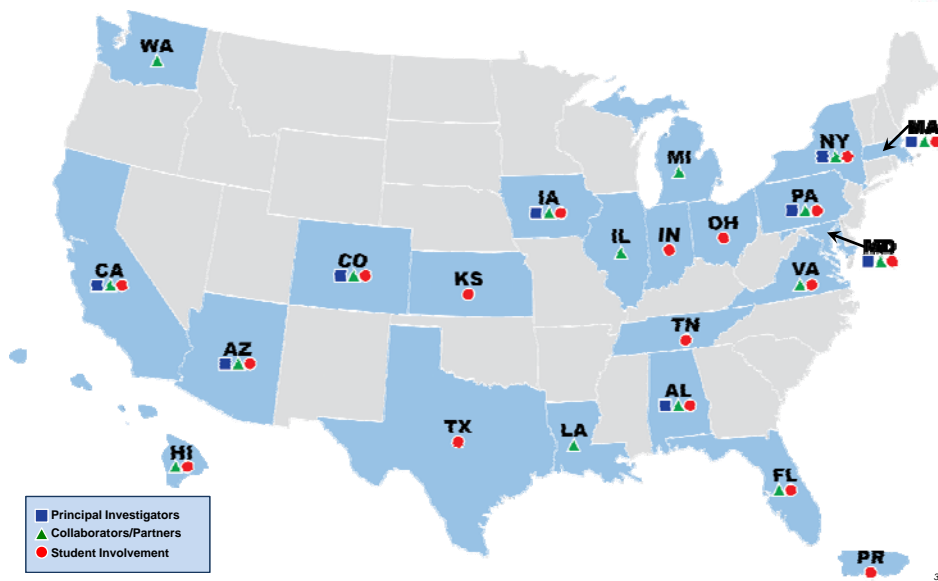 WA
MA
NY
MI
PA
IA
OH
IN
IL
MD
CO
CA
KS
VA
TN
AZ
AL
TX
LA
HI
FL
Principal Investigators
Collaborators/Partners
Student Involvement
PR
3